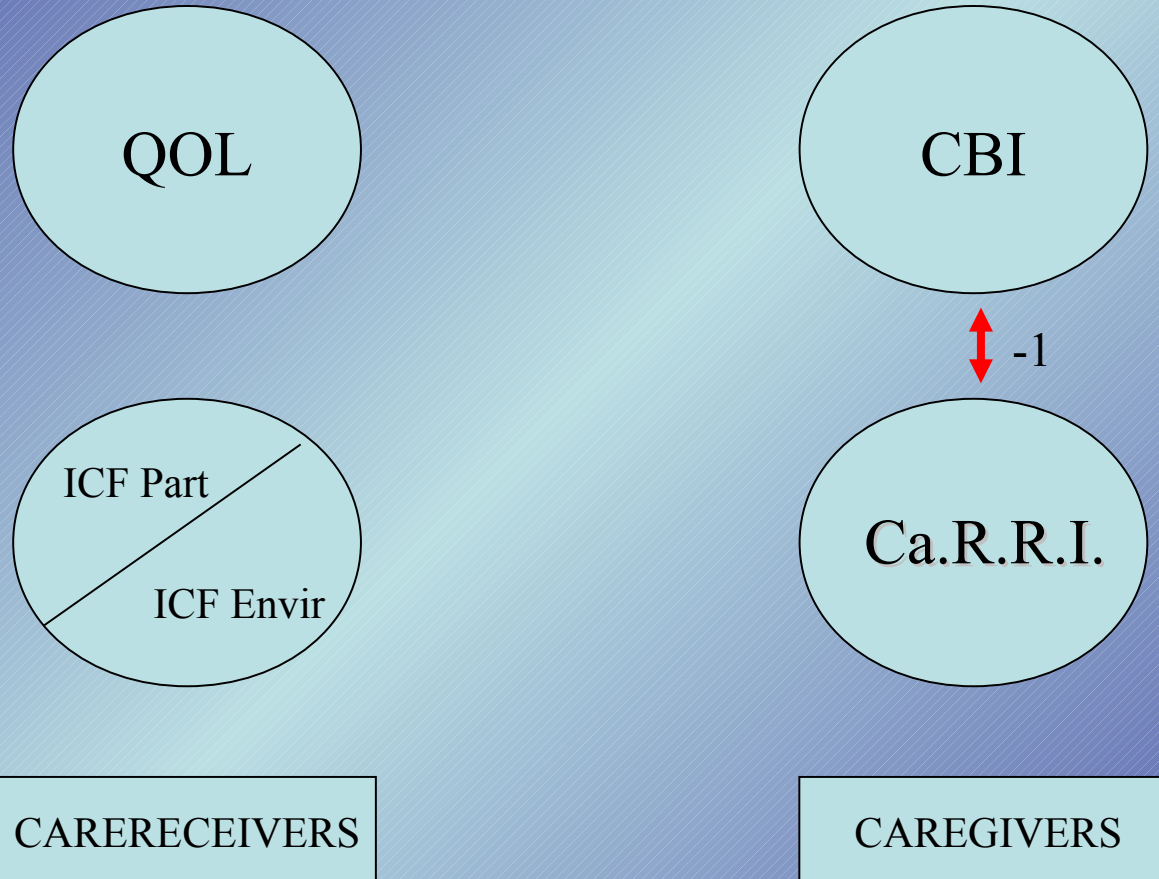 QOL
CBI
-1
ICF Part
ICF Envir
Ca.R.R.I.
CARERECEIVERS
CAREGIVERS